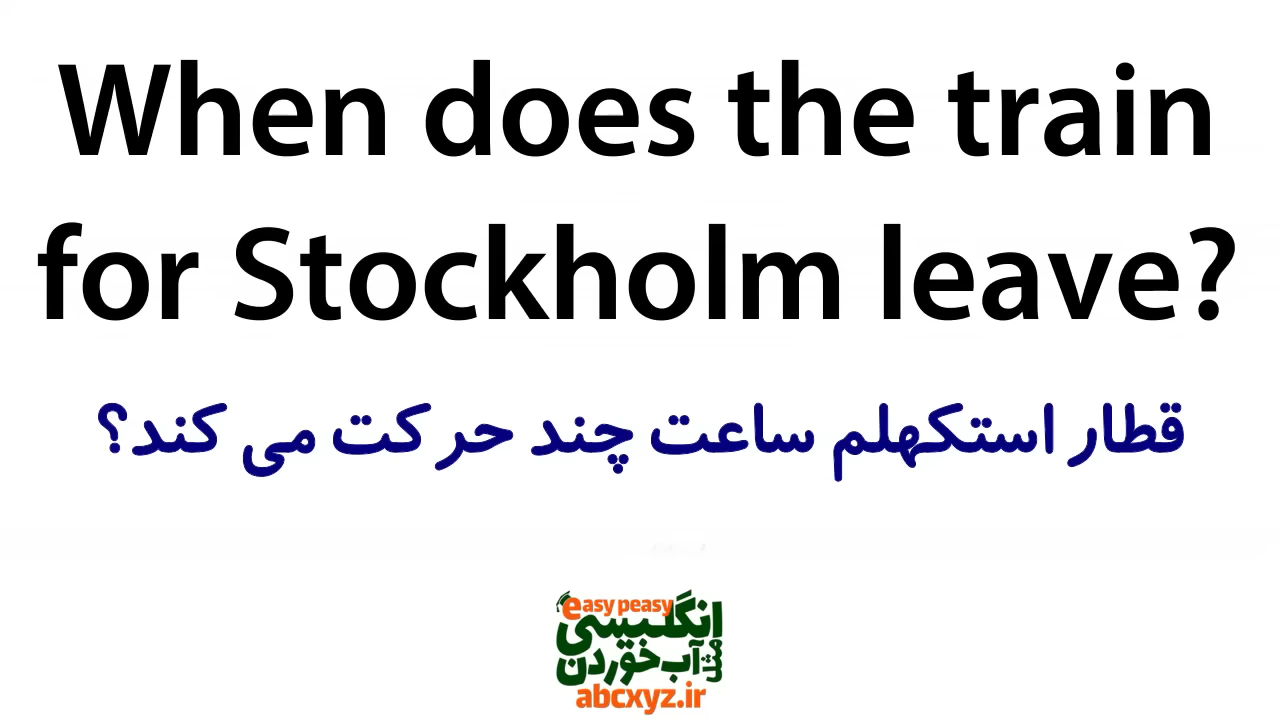 When does the train
for Stockholm leave?
قطار استکهلم ساعت چند حرکت می کند؟
easy peasy
انگلیسی
مثل آب خوردن
abcxyz.ir